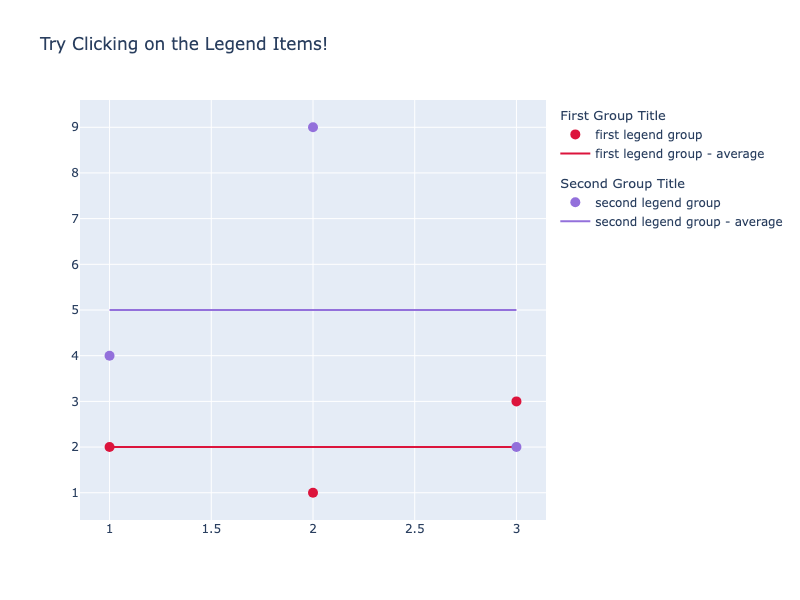 Try Clicking on the Legend Items!
First Group Title
first legend group
first legend group - average
Second Group Title
second legend group
second legend group - average
9
8
7
6
5
4
3
2
1
1 1.5 2 2.5 3